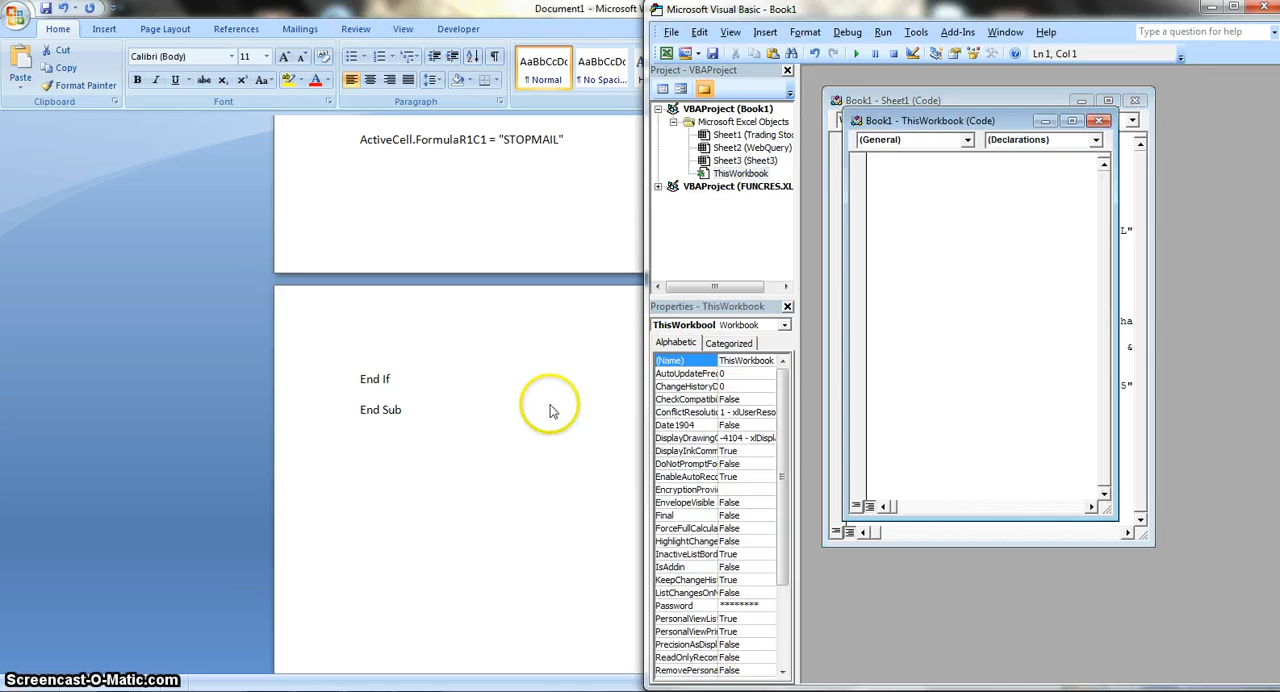 Document1 - Microsoft W
Home Insert Page Layout References Mailings Review View Developer
Paste
Cut
Copy
Format Painter
Clipboard
Calibri (Body) 11
Font
Paragraph
AaBbCcDc AaBbCcDc
¶ Normal ¶ No Spaci...
ActiveCell.FormulaR1C1 = "STOPMAIL"
End If
End Sub
Microsoft Visual Basic - Book1
File Edit View Insert Format Debug Run Tools Add-Ins Window Help Type a question for help
Ln 1, Col 1
Project - VBAProject
VBAProject (Book1)
Microsoft Excel Objects
Sheet1 (Trading Stoc
Sheet2 (WebQuery)
Sheet3 (Sheet3)
ThisWorkbook
VBAProject (FUNCRES.XL
Properties - ThisWorkbook
ThisWorkbool Workbook
Alphabetic Categorized
(Name) ThisWorkbook
AutoUpdateFrec 0
ChangeHistoryD 0
CheckCompatibi False
ConflictResolutic 1 - xlUserReso
Date1904 False
DisplayDrawingC -4104 - xlDispl
DisplayInkComm True
DoNotPromptFo False
EnableAutoReco True
EncryptionProvi
EnvelopeVisible False
Final False
ForceFullCalcula False
HighlightChange False
InactiveListBord True
IsAddin False
KeepChangeHis True
ListChangesOnN False
Password ********
PersonalViewLis True
PersonalViewPri True
PrecisionAsDispl False
ReadOnlyRecom False
RemovePersona False
Book1 - Sheet1 (Code)
Book1 - ThisWorkbook (Code)
(General) (Declarations)
L"
ha
&
S"
Screencast-O-Matic.com